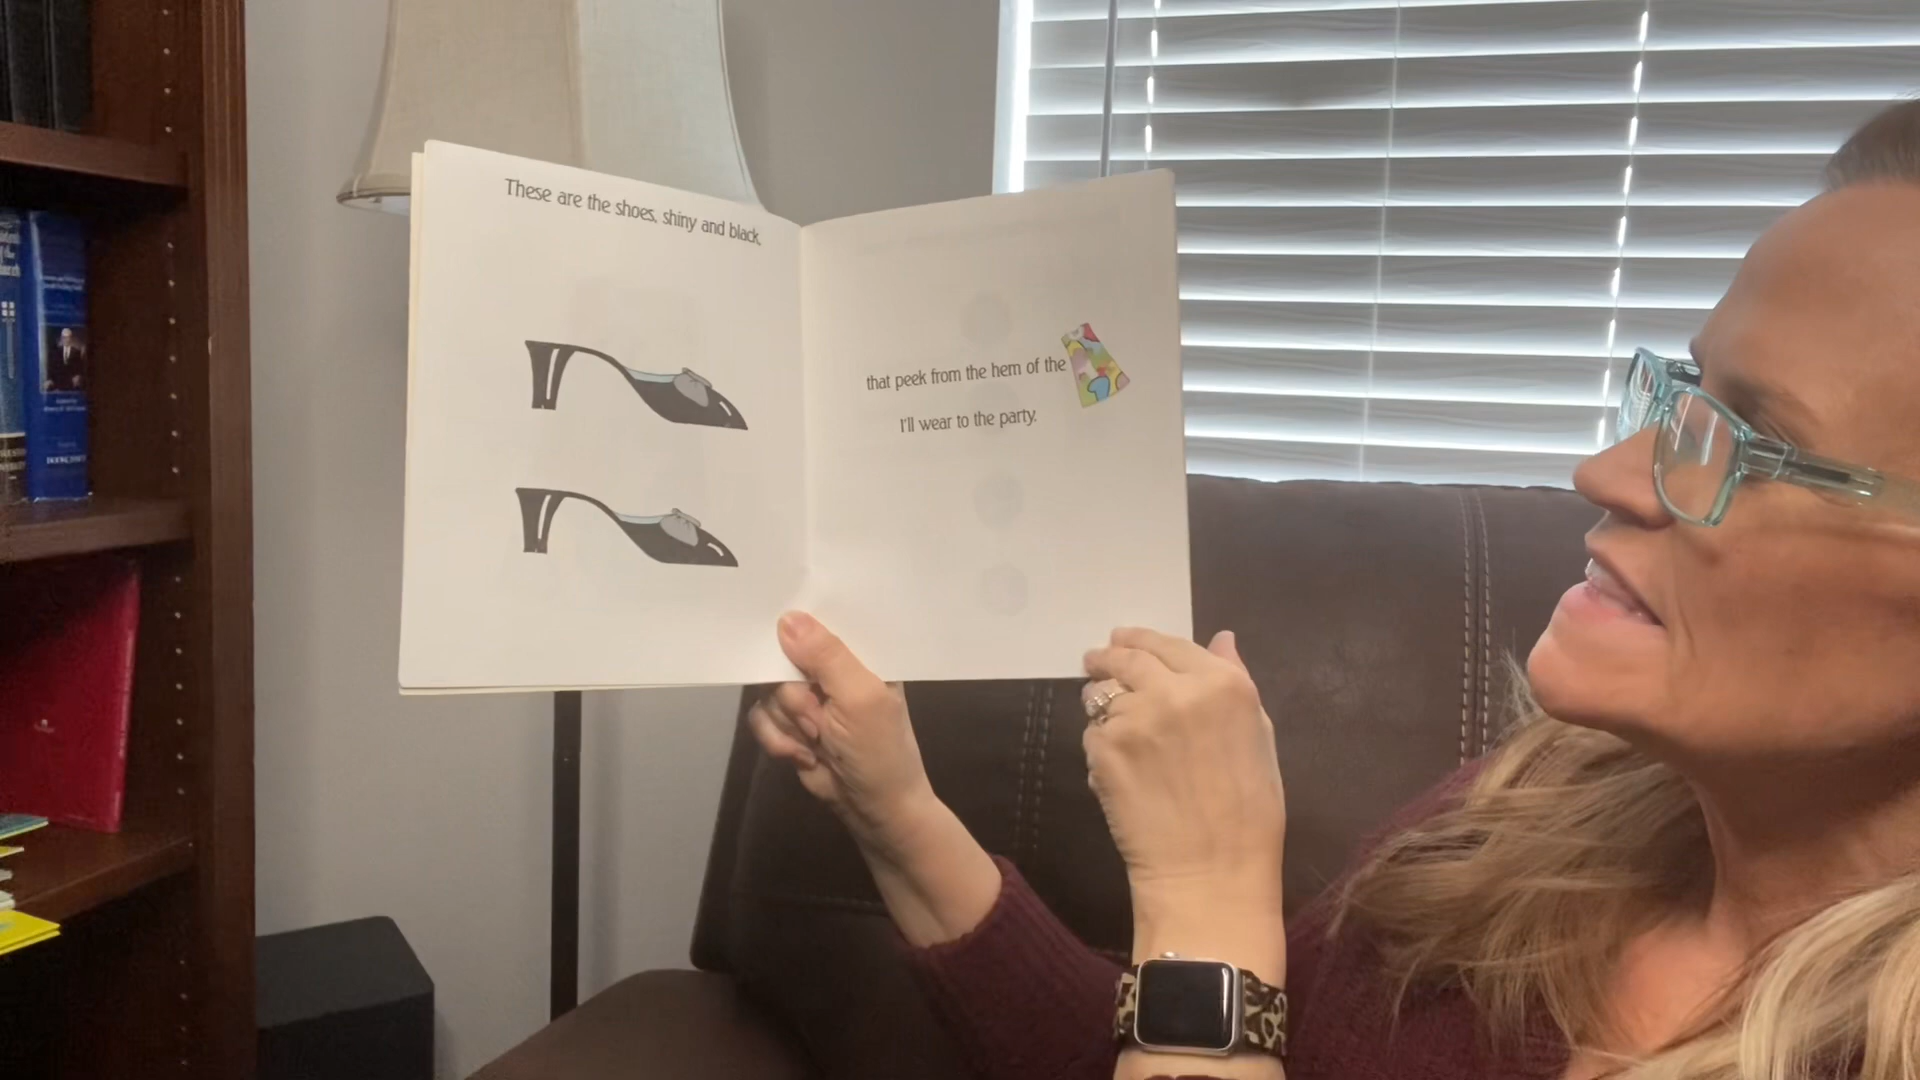 These are the shoes, shiny and black,
that peek from the hem of the
I'll wear to the party.